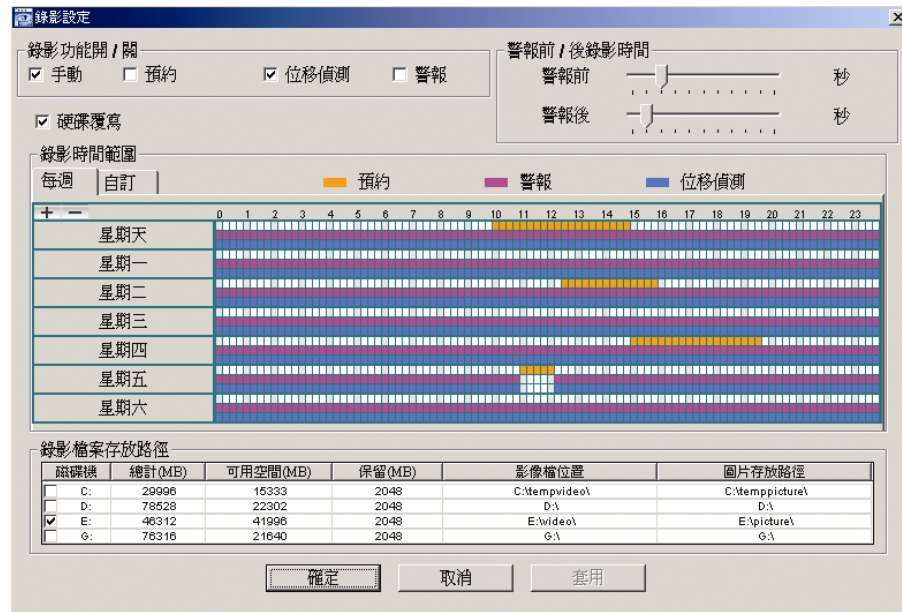 錄影設定
錄影功能開 / 關
警報前 / 後錄影時間
手動 預約 位移偵測 警報
警報前 秒
硬碟覆寫
警報後 秒
錄影時間範圍
每週 自訂
預約 警報 位移偵測
+ − 0 1 2 3 4 5 6 7 8 9 10 11 12 13 14 15 16 17 18 19 20 21 22 23
星期天
星期一
星期二
星期三
星期四
星期五
星期六
錄影檔案存放路徑
磁碟機 總計(MB) 可用空間(MB) 保留(MB) 影像檔位置 圖片存放路徑
C: 29996 15333 2048 C:\tempvideo\ C:\temppicture\
D: 78528 22302 2048 D:\ D:\
E: 46312 41996 2048 E:\video\ E:\picture\
G: 76316 21640 2048 G:\ G:\
確定 取消 套用